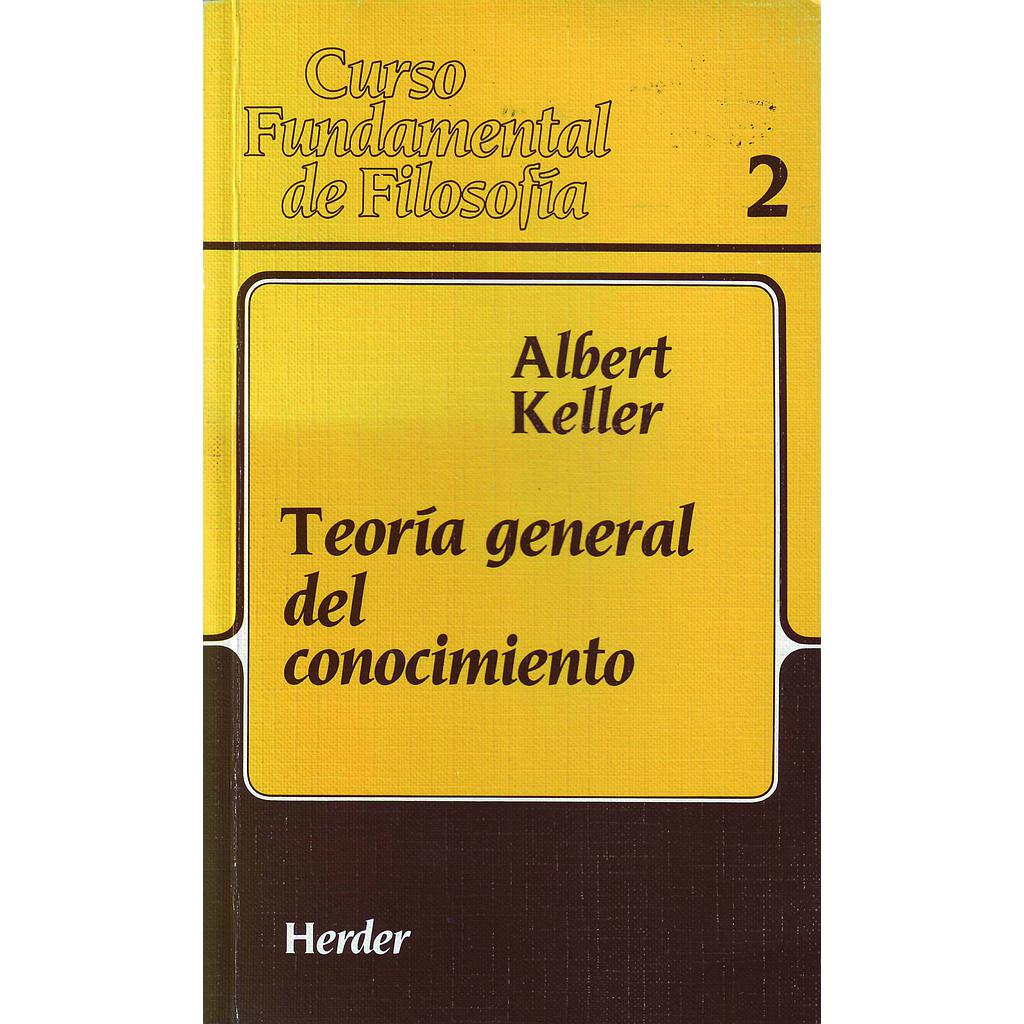 Curso
Fundamental
de Filosofía
2
Albert
Keller
Teoría general
del
conocimiento
Herder